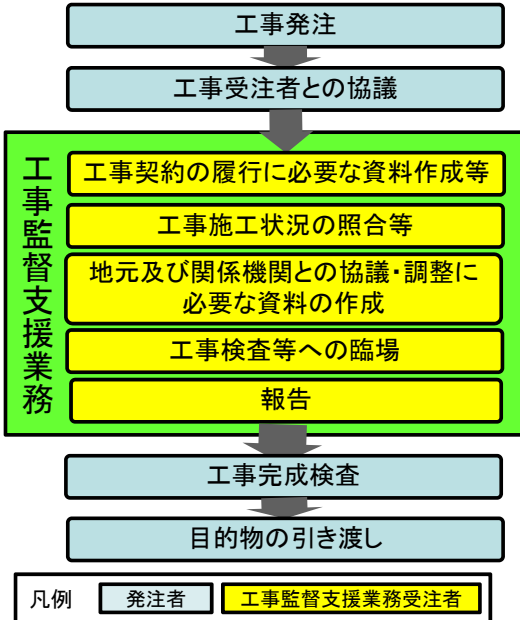 工事発注
工事受注者との協議
工事監督支援業務
工事契約の履行に必要な資料作成等
工事施工状況の照合等
地元及び関係機関との協議・調整に
必要な資料の作成
工事検査等への臨場
報告
工事完成検査
目的物の引き渡し
凡例 発注者 工事監督支援業務受注者